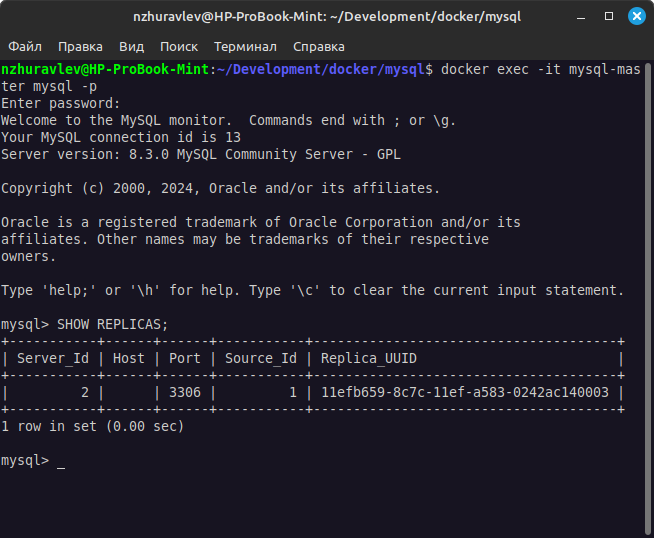 nzhuravlev@HP-ProBook-Mint: ~/Development/docker/mysql
Файл Правка Вид Поиск Терминал Справка
nzhuravlev@HP-ProBook-Mint:~/Development/docker/mysql$ docker exec -it mysql-mas
ter mysql -p
Enter password:
Welcome to the MySQL monitor.  Commands end with ; or \g.
Your MySQL connection id is 13
Server version: 8.3.0 MySQL Community Server - GPL
Copyright (c) 2000, 2024, Oracle and/or its affiliates.
Oracle is a registered trademark of Oracle Corporation and/or its
affiliates. Other names may be trademarks of their respective
owners.
Type 'help;' or '\h' for help. Type '\c' to clear the current input statement.
mysql> SHOW REPLICAS;
+-----------+------+------+-----------+--------------------------------------+
| Server_Id | Host | Port | Source_Id | Replica_UUID                         |
+-----------+------+------+-----------+--------------------------------------+
|         2 |      | 3306 |         1 | 11efb659-8c7c-11ef-a583-0242ac140003 |
+-----------+------+------+-----------+--------------------------------------+
1 row in set (0.00 sec)
mysql> _